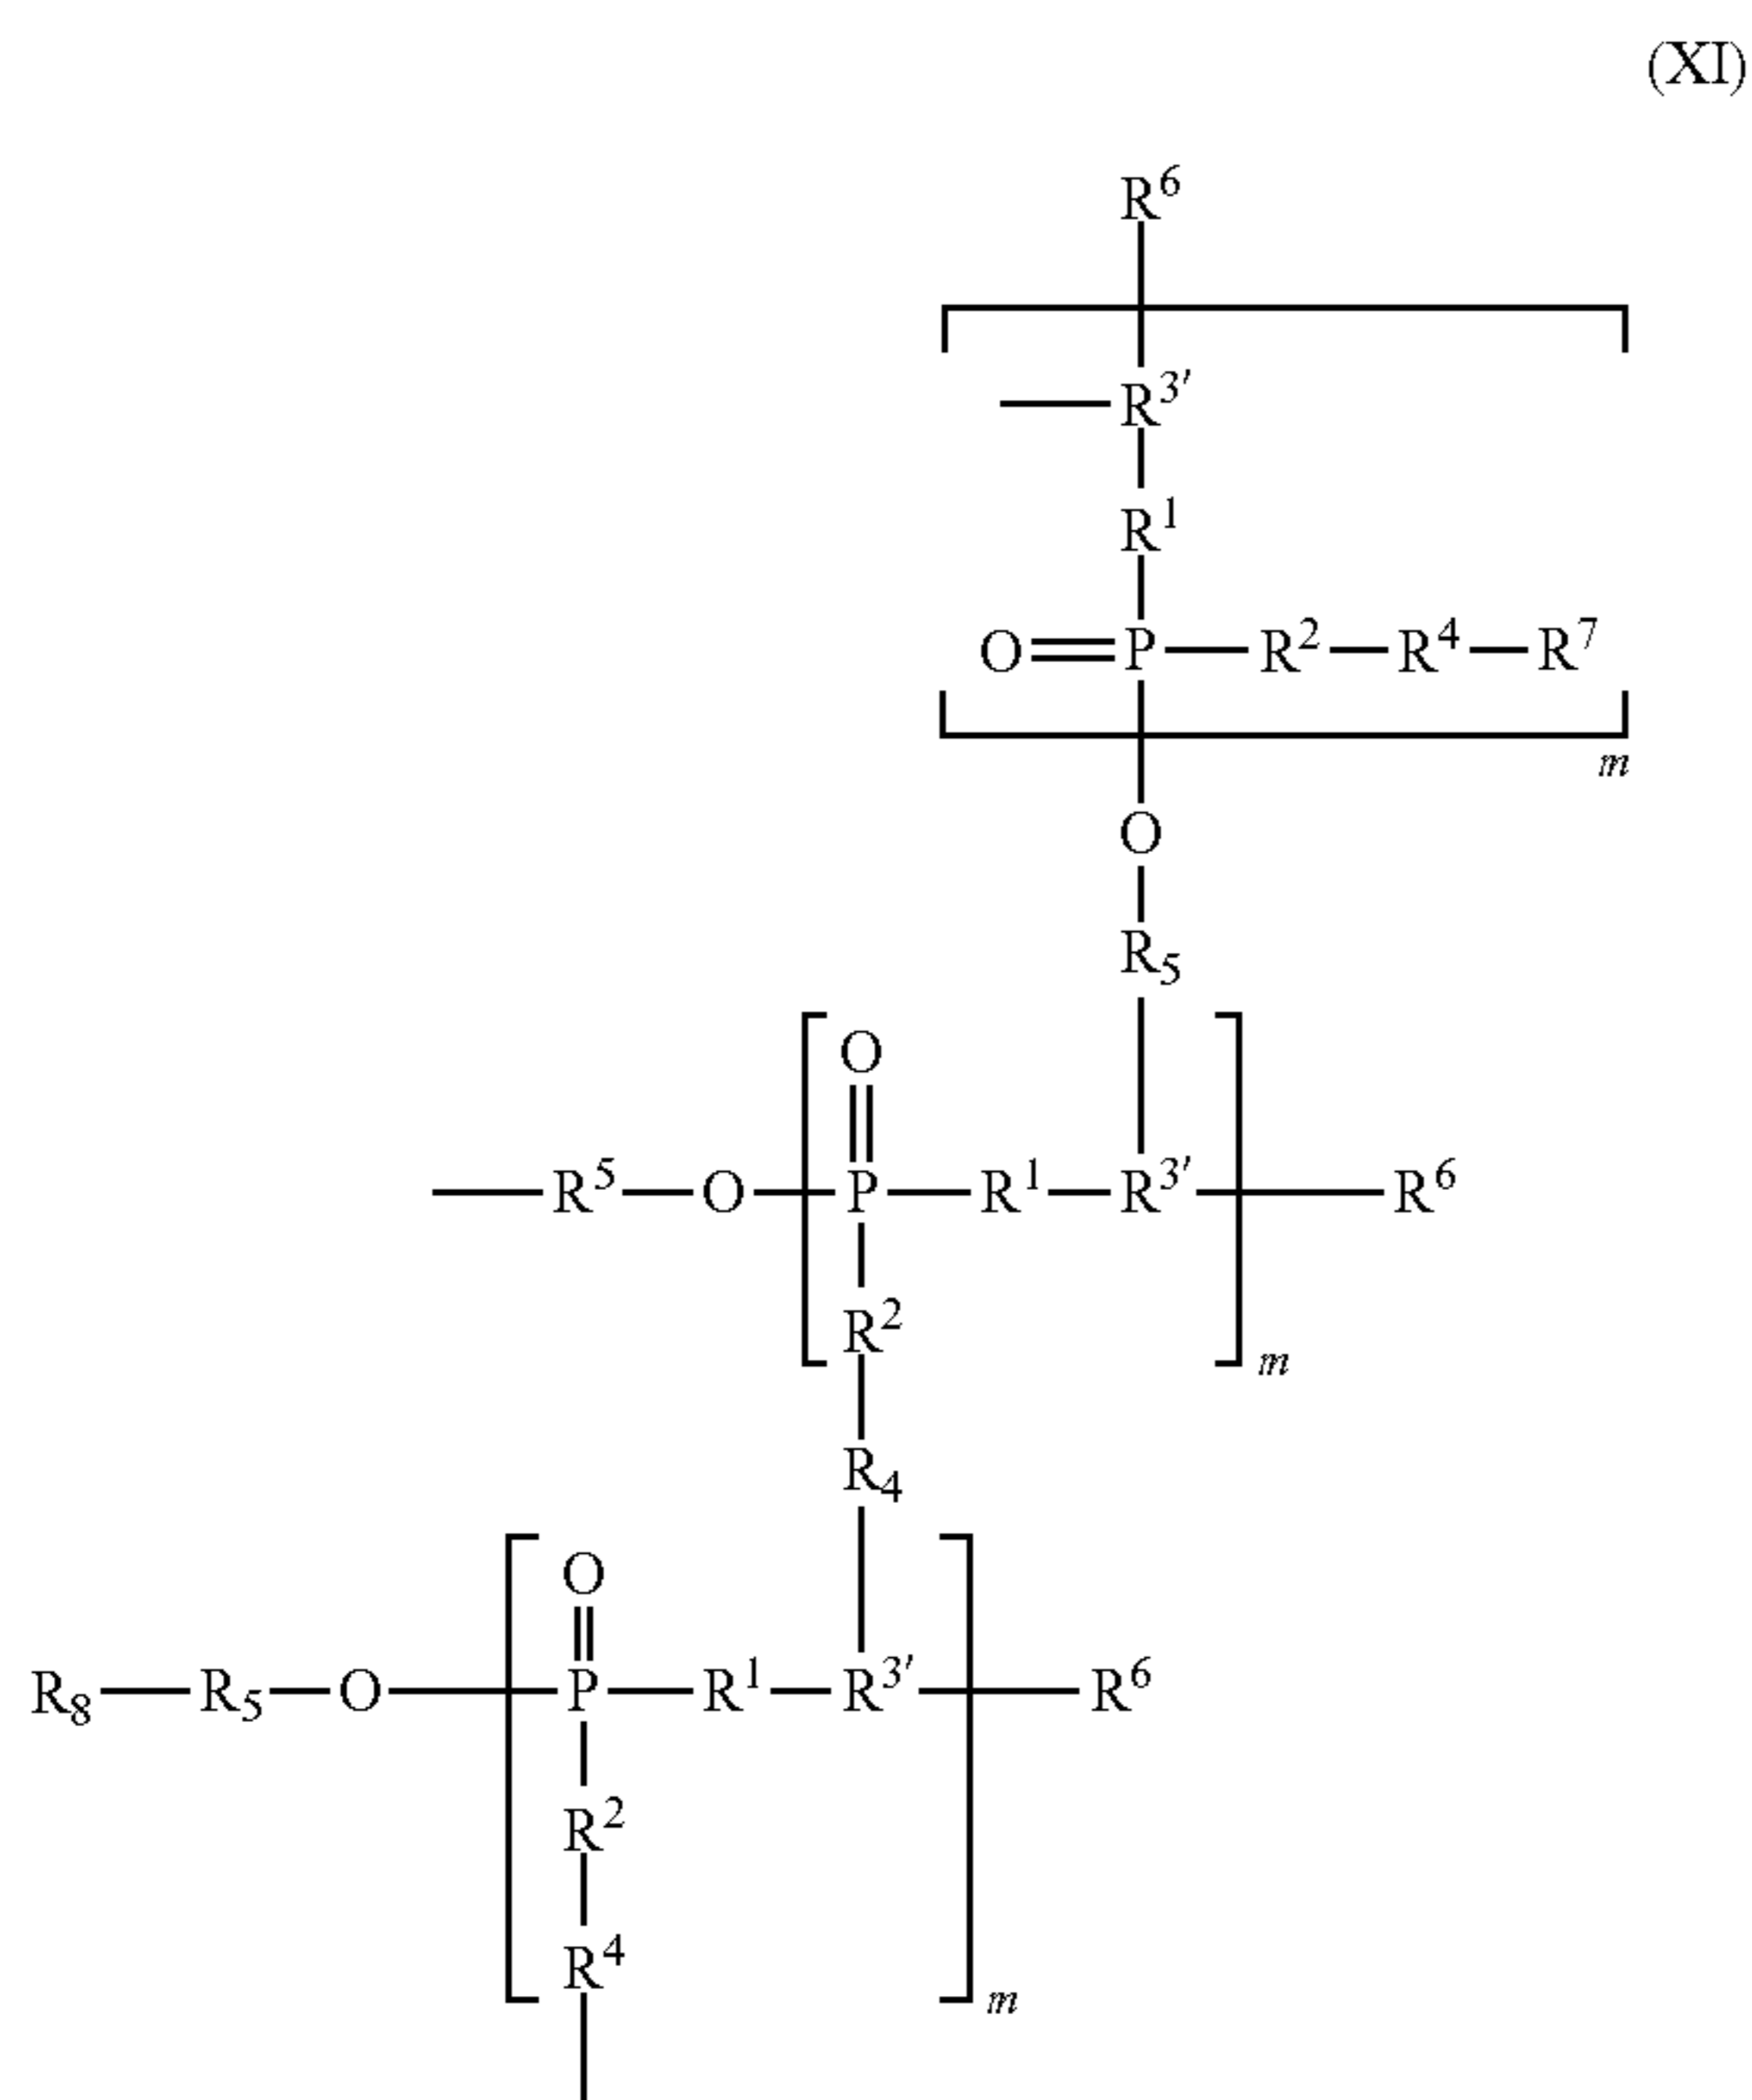 (XI)
R⁶
R³′
R¹
O P R² R⁴ R⁷
m
O
R₅
O
R⁵ O P R¹ R³′ R⁶
R²
m
R₄
O
R₈ R₅ O P R¹ R³′ R⁶
R²
R⁴
m